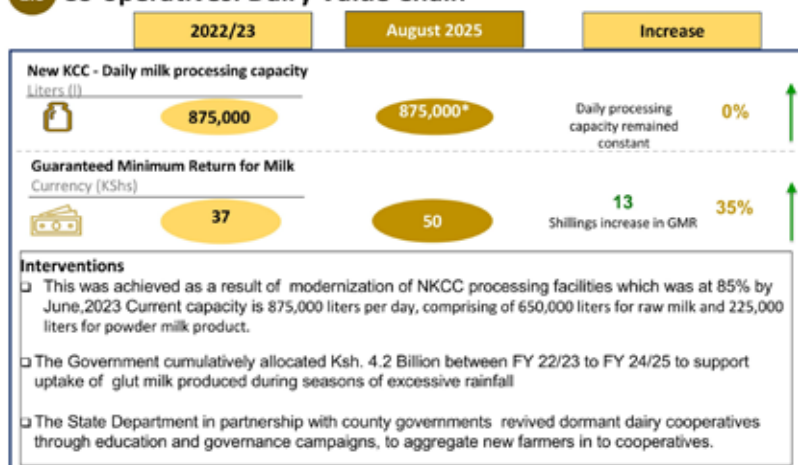 2022/23
August 2025
Increase
New KCC - Daily milk processing capacity
Liters (l)
875,000
875,000*
Daily processing
capacity remained
constant
0%
Guaranteed Minimum Return for Milk
Currency (KShs)
37
50
13
Shillings increase in GMR
35%
Interventions
This was achieved as a result of modernization of NKCC processing facilities which was at 85% by
June,2023 Current capacity is 875,000 liters per day, comprising of 650,000 liters for raw milk and 225,000
liters for powder milk product.
The Government cumulatively allocated Ksh. 4.2 Billion between FY 22/23 to FY 24/25 to support
uptake of glut milk produced during seasons of excessive rainfall
The State Department in partnership with county governments revived dormant dairy cooperatives
through education and governance campaigns, to aggregate new farmers in to cooperatives.